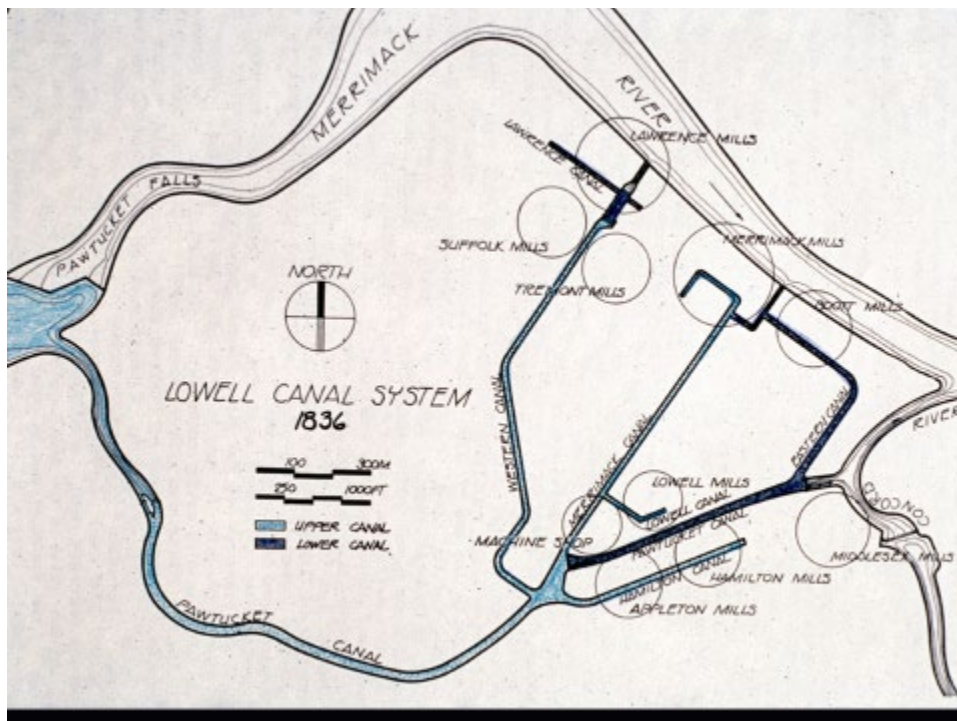 MERRIMACK
RIVER
PAWTUCKET FALLS
LAWRENCE MILLS
LAWRENCE CANAL
SUFFOLK MILLS
TREMONT MILLS
MERRIMACK MILLS
BOOTT MILLS
NORTH
LOWELL CANAL SYSTEM
1836
100 300M
250 1000FT
UPPER CANAL
LOWER CANAL
WESTERN CANAL
MERRIMACK CANAL
EASTERN CANAL
RIVER
CONCORD
LOWELL MILLS
LOWELL CANAL
PAWTUCKET CANAL
MACHINE SHOP
HAMILTON CANAL
HAMILTON MILLS
APPLETON MILLS
MIDDLESEX MILLS
PAWTUCKET
CANAL